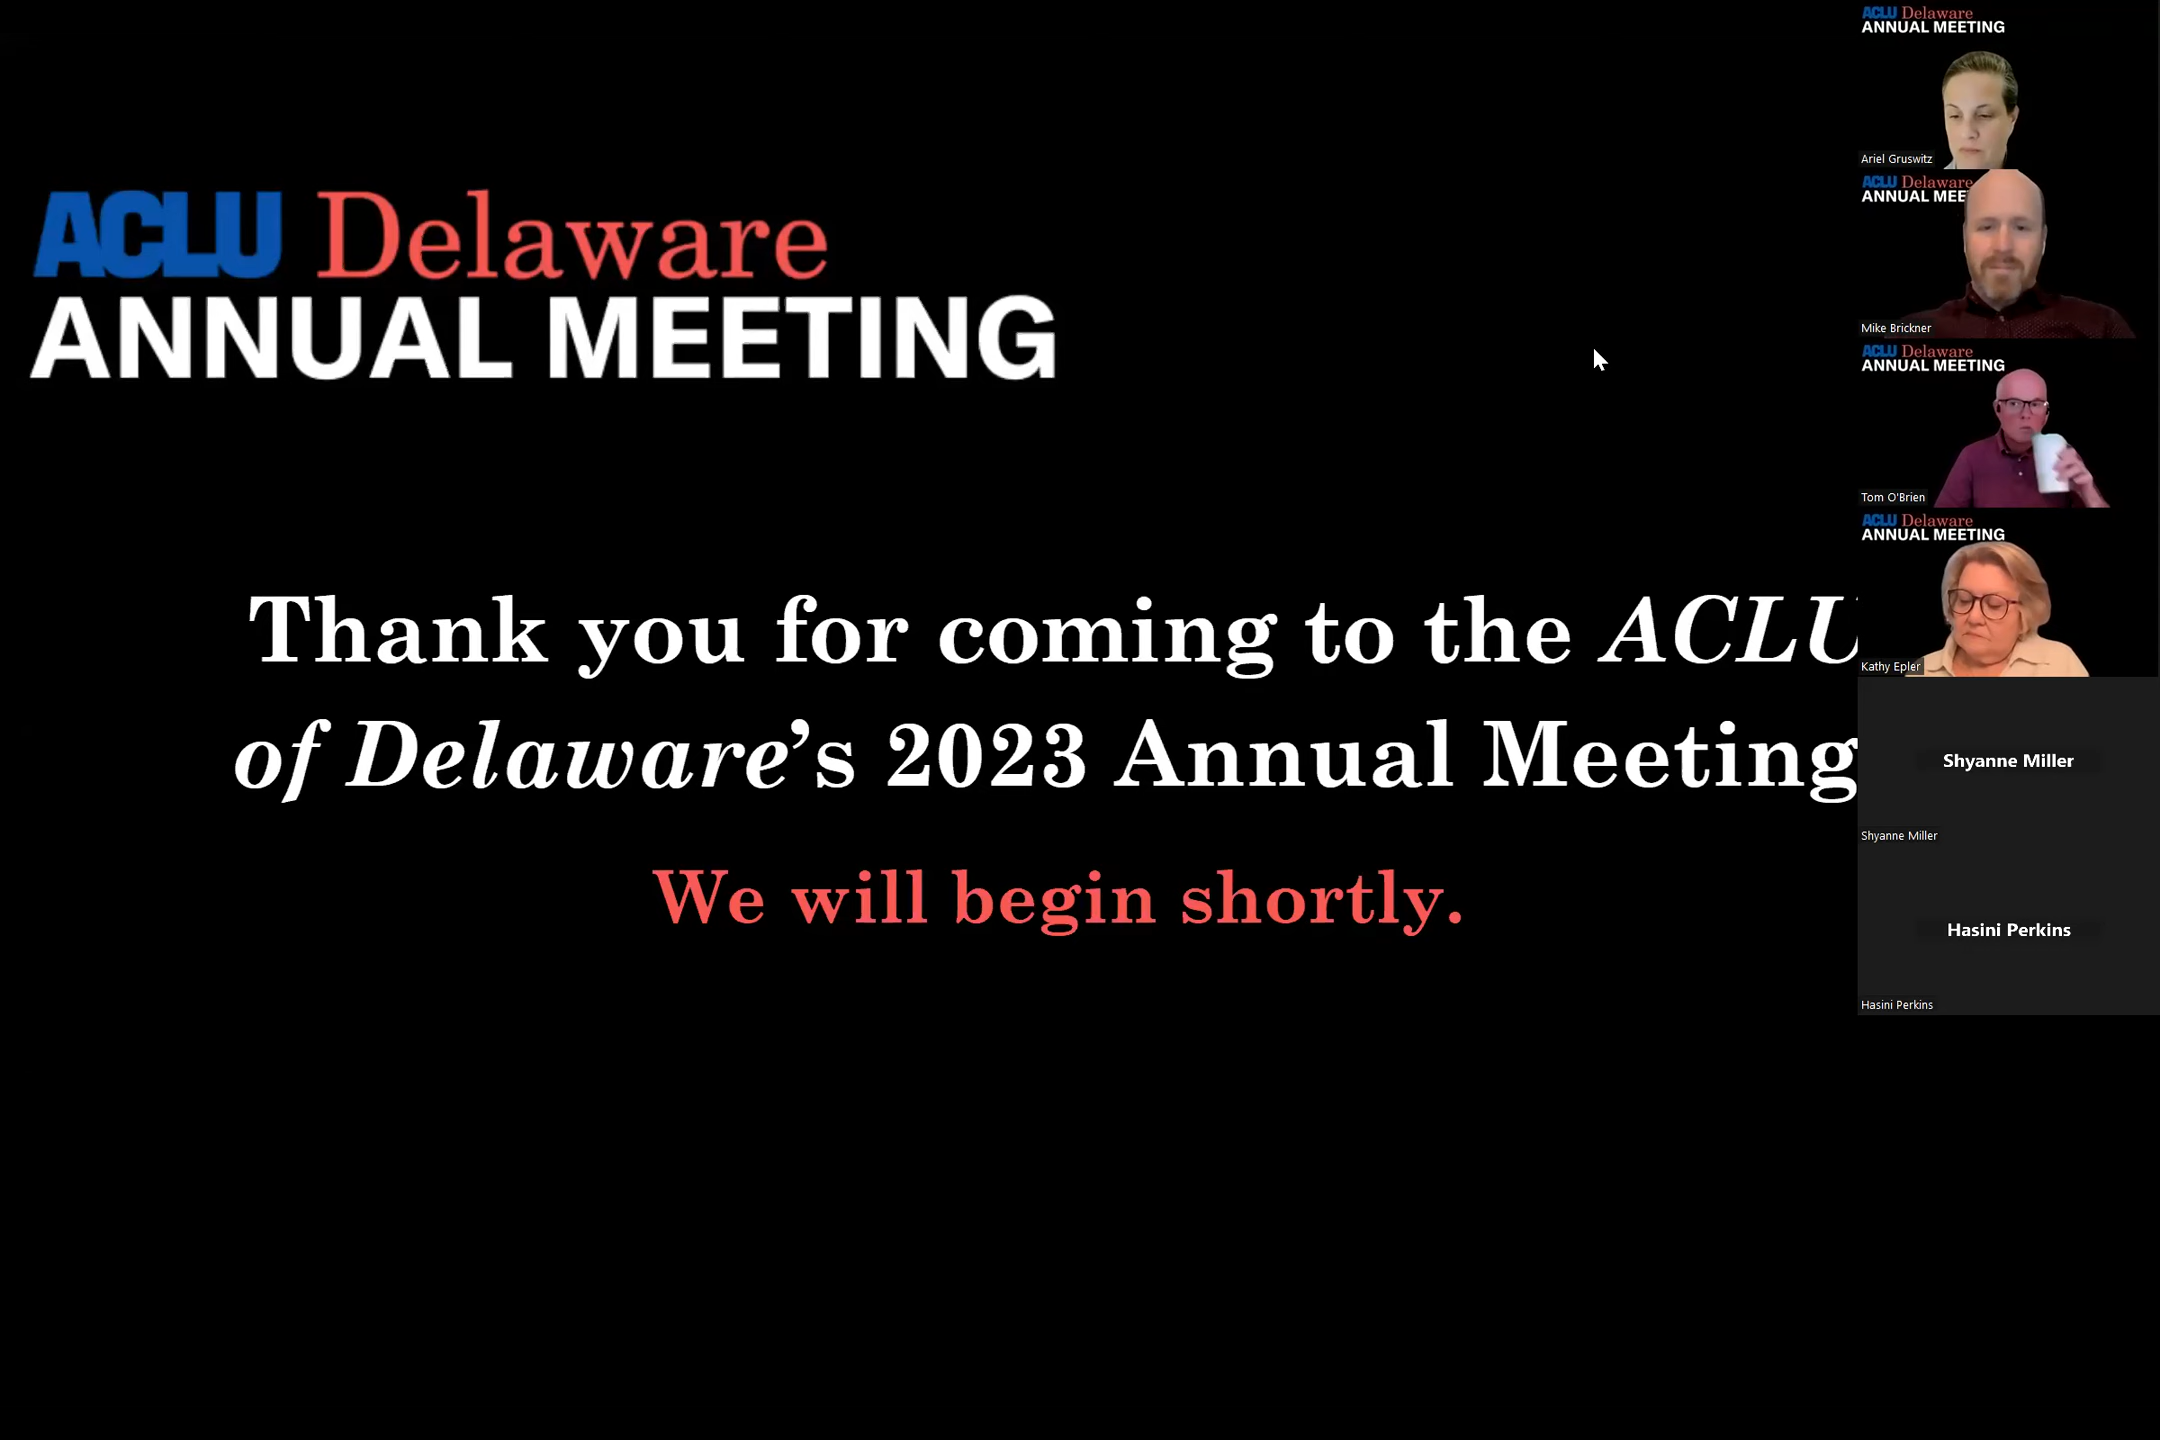 ACLU Delaware
ANNUAL MEETING
Thank you for coming to the ACLU
of Delaware’s 2023 Annual Meeting
We will begin shortly.
ACLU Delaware
ANNUAL MEETING
Ariel Gruswitz
ACLU Delaware
ANNUAL MEE
Mike Brickner
ACLU Delaware
ANNUAL MEETING
Tom O'Brien
ACLU Delaware
ANNUAL MEETING
Kathy Epler
Shyanne Miller
Shyanne Miller
Hasini Perkins
Hasini Perkins